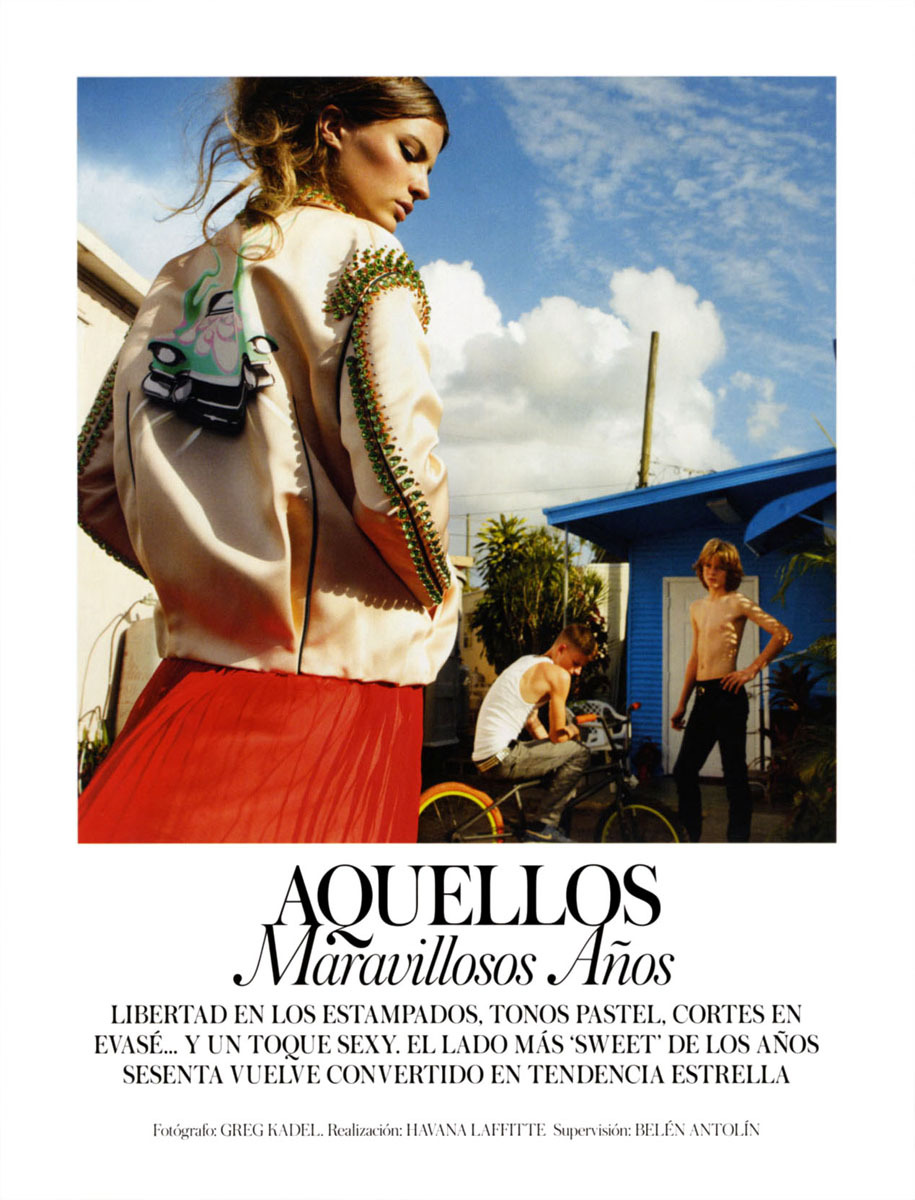 AQUELLOS
Maravillosos Años
LIBERTAD EN LOS ESTAMPADOS, TONOS PASTEL, CORTES EN
EVASÉ... Y UN TOQUE SEXY. EL LADO MÁS ‘SWEET’ DE LOS AÑOS
SESENTA VUELVE CONVERTIDO EN TENDENCIA ESTRELLA
Fotógrafo: GREG KADEL. Realización: HAVANA LAFFITTE Supervisión: BELÉN ANTOLÍN